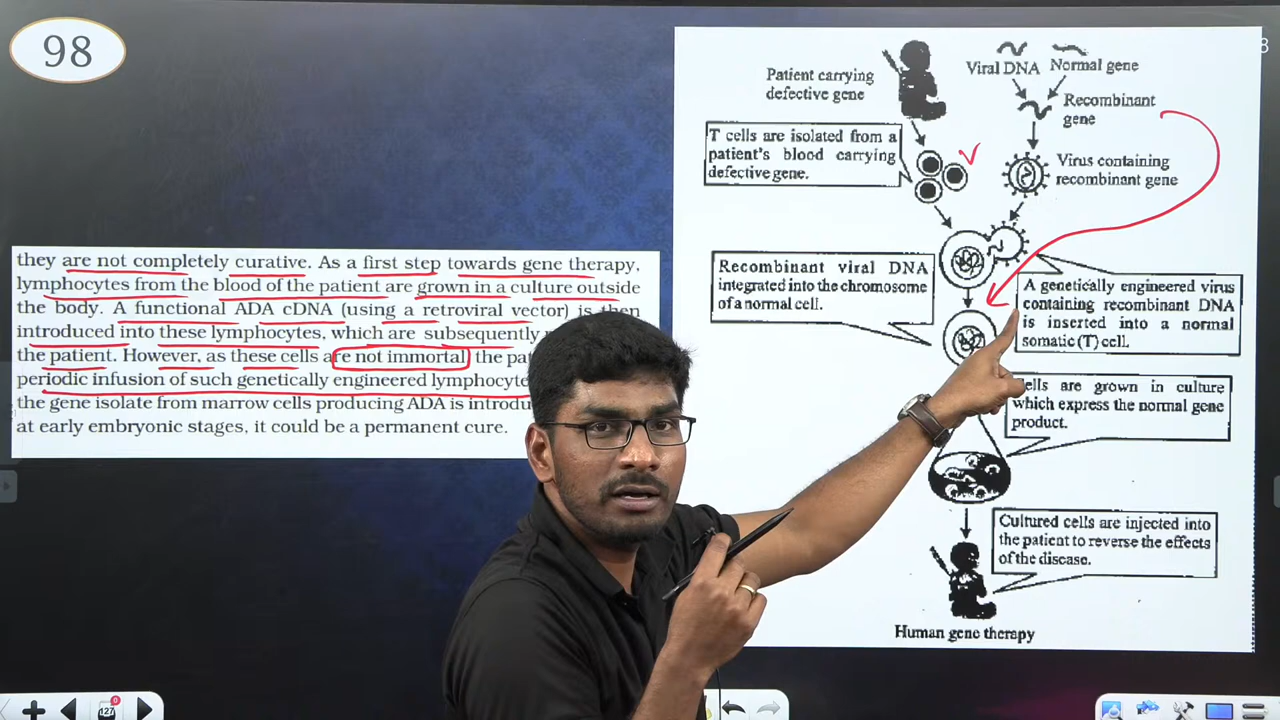 98
they are not completely curative. As a first step towards gene therapy,
lymphocytes from the blood of the patient are grown in a culture outside
the body. A functional ADA cDNA (using a retroviral vector) is then
introduced into these lymphocytes, which are subsequently
the patient. However, as these cells are not immortal, the
periodic infusion of such genetically engineered
the gene isolate from marrow cells producing ADA is
at early embryonic stages, it could be a permanent cure.
Patient carrying
defective gene
Viral DNA
Normal gene
Recombinant
gene
T cells are isolated from a
patient's blood carrying
defective gene.
Virus containing
recombinant gene
Recombinant viral DNA
integrated into the chromosome
of a normal cell.
A genetically engineered virus
containing recombinant DNA
is inserted into a normal
somatic (T) cell.
are grown in culture
which express the normal gene
product.
Cultured cells are injected into
the patient to reverse the effects
of the disease.
Human gene therapy
127
0
8